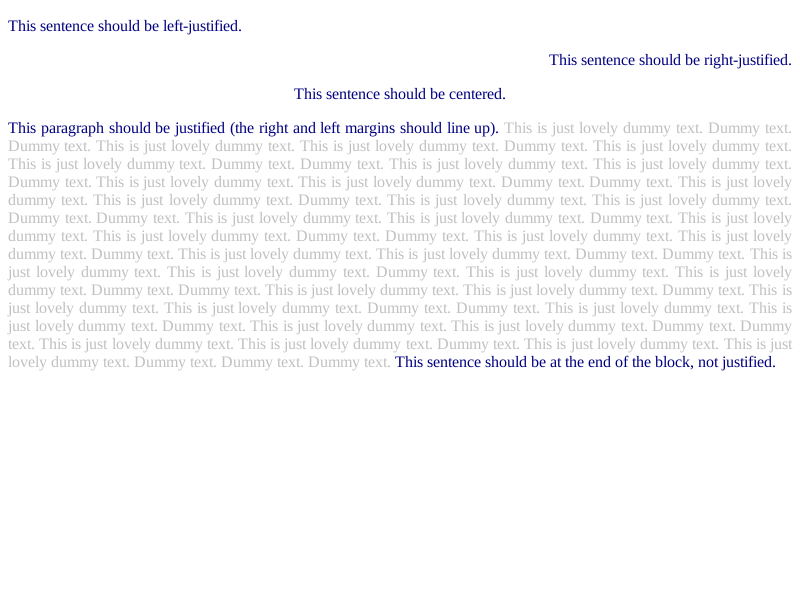 This sentence should be left-justified.
This sentence should be right-justified.
This sentence should be centered.
This paragraph should be justified (the right and left margins should line up). This is just lovely dummy text. Dummy text.
Dummy text. This is just lovely dummy text. This is just lovely dummy text. Dummy text. This is just lovely dummy text.
This is just lovely dummy text. Dummy text. Dummy text. This is just lovely dummy text. This is just lovely dummy text.
Dummy text. This is just lovely dummy text. This is just lovely dummy text. Dummy text. Dummy text. This is just lovely
dummy text. This is just lovely dummy text. Dummy text. This is just lovely dummy text. This is just lovely dummy text.
Dummy text. Dummy text. This is just lovely dummy text. This is just lovely dummy text. Dummy text. This is just lovely
dummy text. This is just lovely dummy text. Dummy text. Dummy text. This is just lovely dummy text. This is just lovely
dummy text. Dummy text. This is just lovely dummy text. This is just lovely dummy text. Dummy text. Dummy text. This is
just lovely dummy text. This is just lovely dummy text. Dummy text. This is just lovely dummy text. This is just lovely
dummy text. Dummy text. Dummy text. This is just lovely dummy text. This is just lovely dummy text. Dummy text. This is
just lovely dummy text. This is just lovely dummy text. Dummy text. Dummy text. This is just lovely dummy text. This is
just lovely dummy text. Dummy text. This is just lovely dummy text. This is just lovely dummy text. Dummy text. Dummy
text. This is just lovely dummy text. This is just lovely dummy text. Dummy text. This is just lovely dummy text. This is just
lovely dummy text. Dummy text. Dummy text. Dummy text. This sentence should be at the end of the block, not justified.